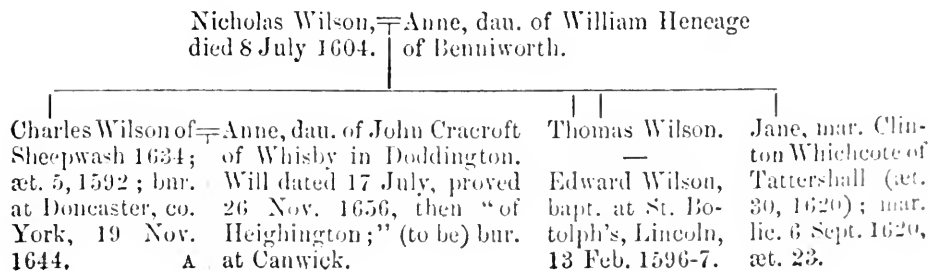 Nicholas Wilson,=Anne, dau. of William Heneage
died 8 July 1604. of Benniworth.
Charles Wilson of=Anne, dau. of John Cracroft
Sheepwash 1634; of Whisby in Doddington.
æt. 5, 1592; bur. Will dated 17 July, proved
at Doncaster, co. 26 Nov. 1656, then "of
York, 19 Nov. Heighington;" (to be) bur.
1644. A at Canwick.
Thomas Wilson.
—
Edward Wilson,
bapt. at St. Bo-
tolph's, Lincoln,
13 Feb. 1596-7.
Jane, mar. Clin-
ton Whichcote of
Tattershall (æt.
30, 1620); mar.
lic. 6 Sept. 1620,
æt. 23.